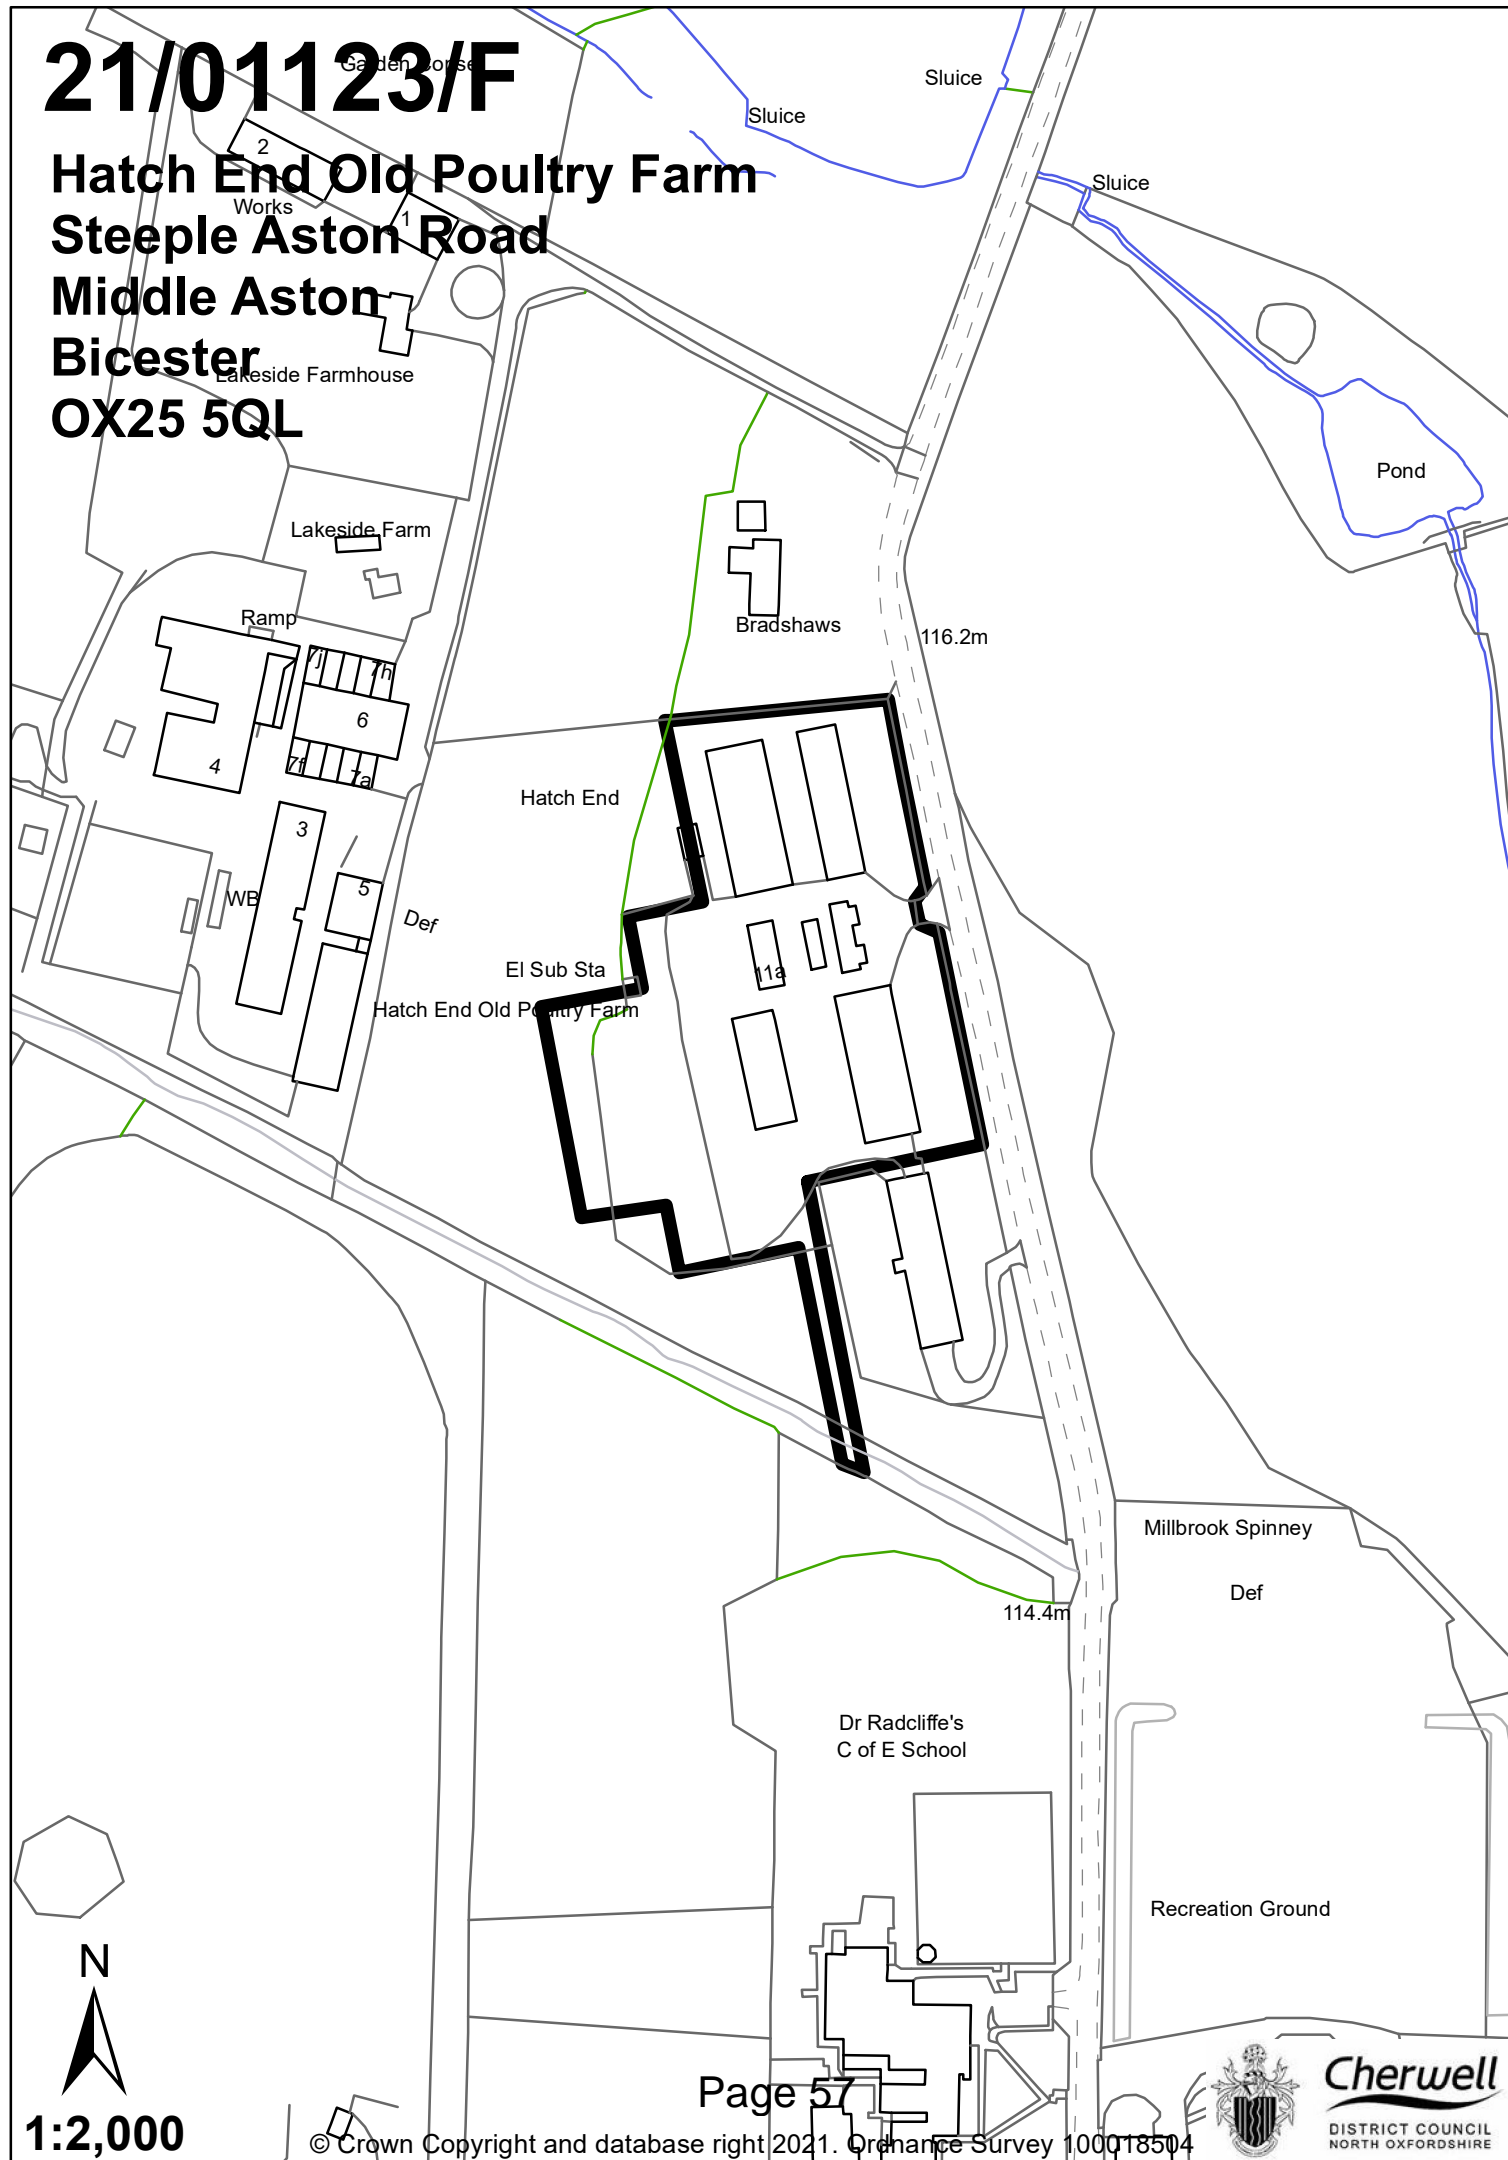 21/01123/F
Hatch End Old Poultry Farm
Steeple Aston Road
Middle Aston
Bicester
OX25 5QL
Garden Copse
Sluice
Sluice
Sluice
2
Works
1
Lakeside Farmhouse
Pond
Lakeside Farm
Ramp
Bradshaws
116.2m
7j
7h
6
4
7f
7a
Hatch End
3
5
WB
Def
El Sub Sta
11a
Hatch End Old Poultry Farm
Millbrook Spinney
Def
114.4m
Dr Radcliffe's
C of E School
Recreation Ground
N
1:2,000
Page 57
© Crown Copyright and database right 2021. Ordnance Survey 100018504
Cherwell
DISTRICT COUNCIL
NORTH OXFORDSHIRE